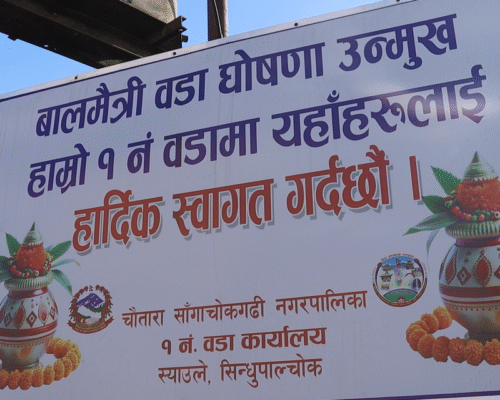 बालमैत्री वडा घोषणा उन्मुख
हाम्रो १ नं वडामा यहाँहरूलाई
हार्दिक स्वागत गर्दछौं ।
चौतारा साँगाचोकगढी नगरपालिका
१ नं. वडा कार्यालय
स्याउले, सिन्धुपाल्चोक